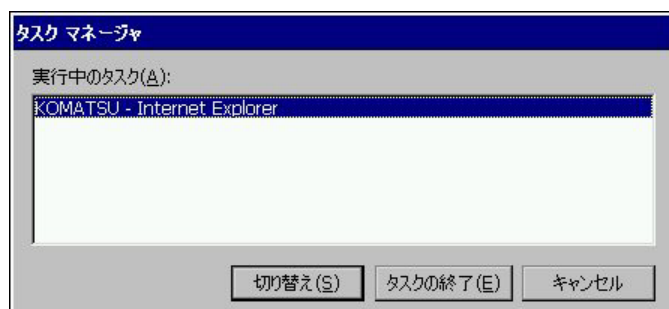 タスク マネージャ
実行中のタスク(A):
KOMATSU - Internet Explorer
切り替え(S) タスクの終了(E) キャンセル